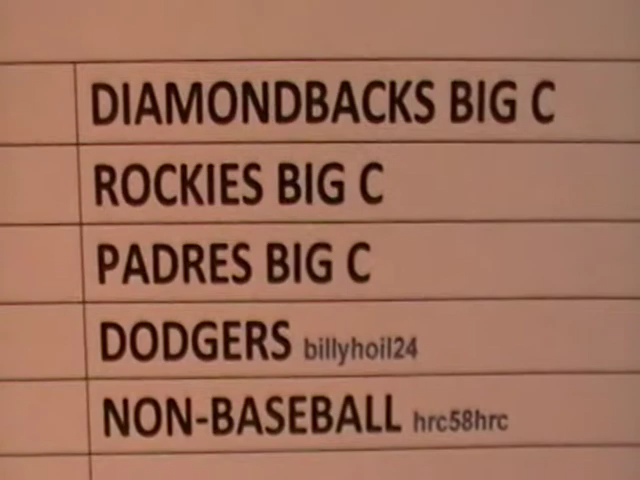 DIAMONDBACKS BIG C
ROCKIES BIG C
PADRES BIG C
DODGERS billyhoil24
NON-BASEBALL hrc58hrc